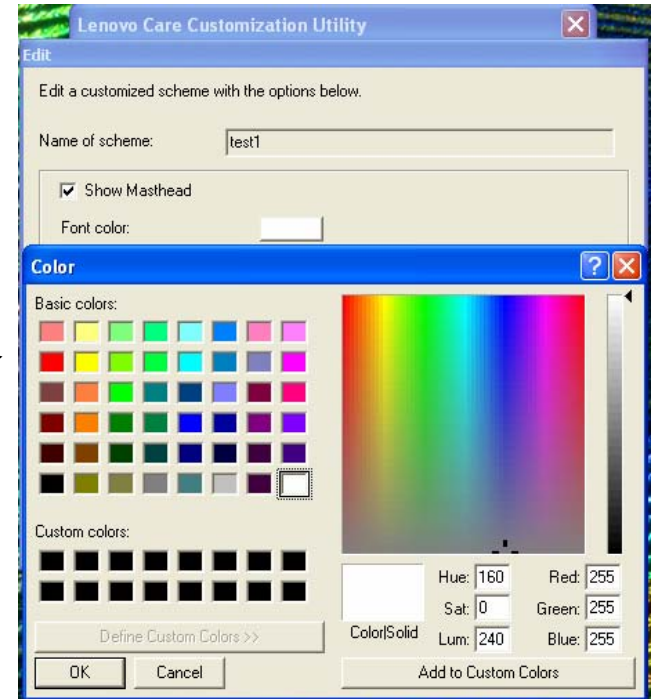 Lenovo Care Customization Utility
Edit
Edit a customized scheme with the options below.
Name of scheme: test1
Show Masthead
Font color:
Color
Basic colors:
Custom colors:
Define Custom Colors >>
OK Cancel
Color|Solid
Hue: 160 Red: 255
Sat: 0 Green: 255
Lum: 240 Blue: 255
Add to Custom Colors